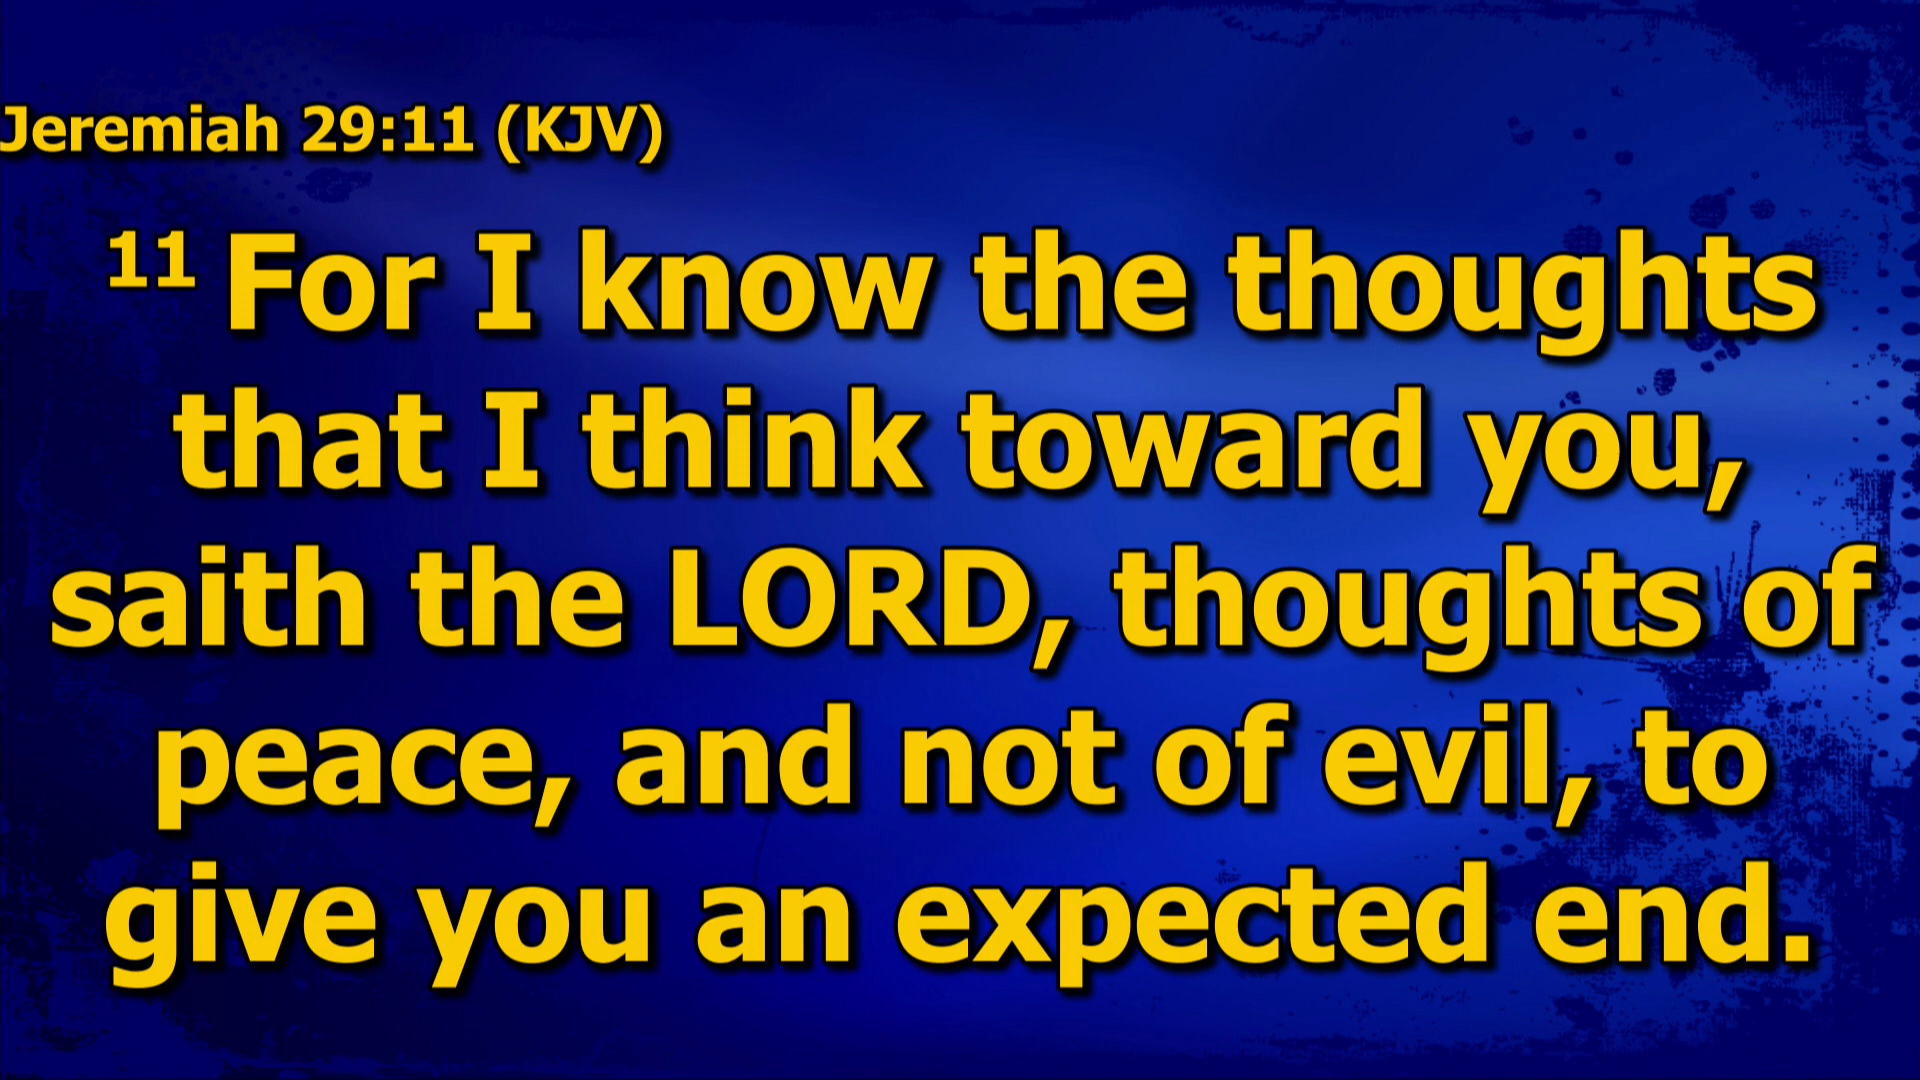 Jeremiah 29:11 (KJV)
11 For I know the thoughts
that I think toward you,
saith the LORD, thoughts of
peace, and not of evil, to
give you an expected end.